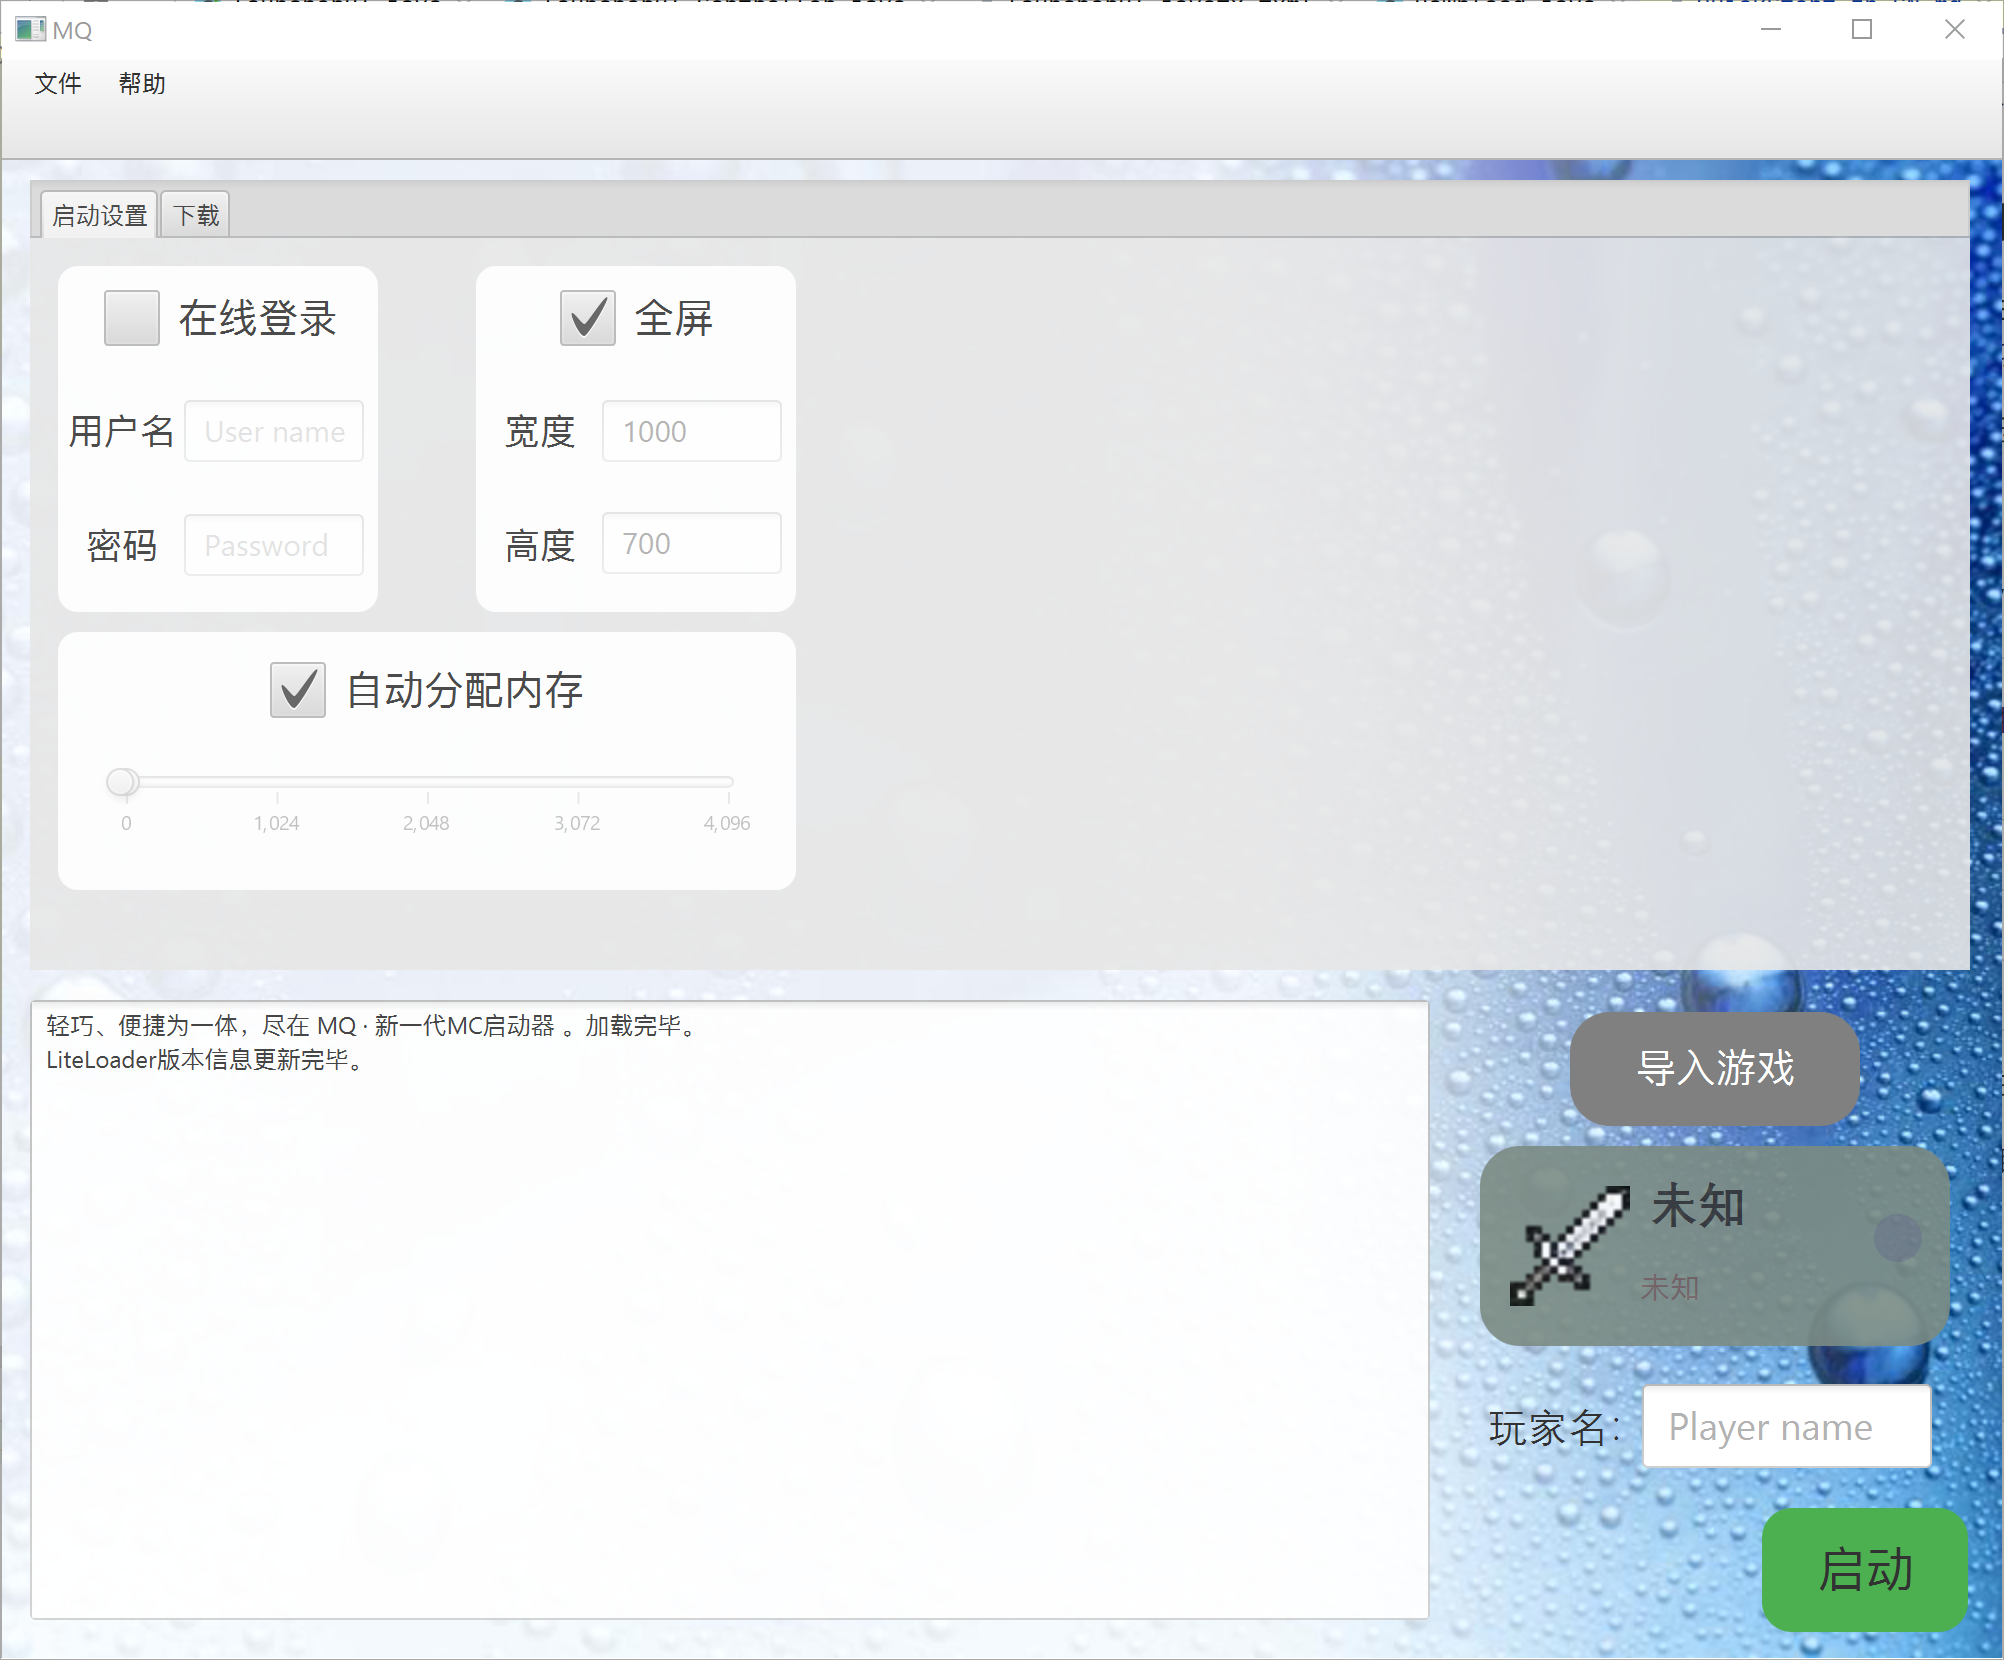 MQ
文件 帮助
启动设置 下载
在线登录
用户名 User name
密码 Password
全屏
宽度 1000
高度 700
自动分配内存
0 1,024 2,048 3,072 4,096
轻巧、便捷为一体，尽在 MQ · 新一代MC启动器 。加载完毕。
LiteLoader版本信息更新完毕。
导入游戏
未知
未知
玩家名： Player name
启动